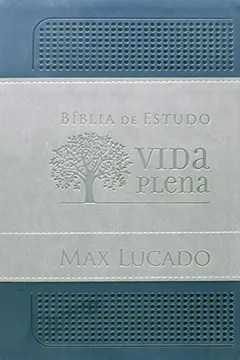 BÍBLIA DE ESTUDO
VIDA
PLENA
MAX LUCADO